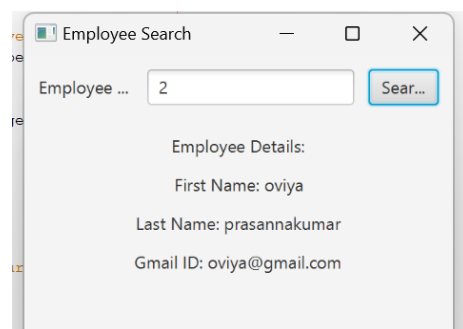 Employee Search
Employee ... 2 Sear...
Employee Details:
First Name: oviya
Last Name: prasannakumar
Gmail ID: oviya@gmail.com